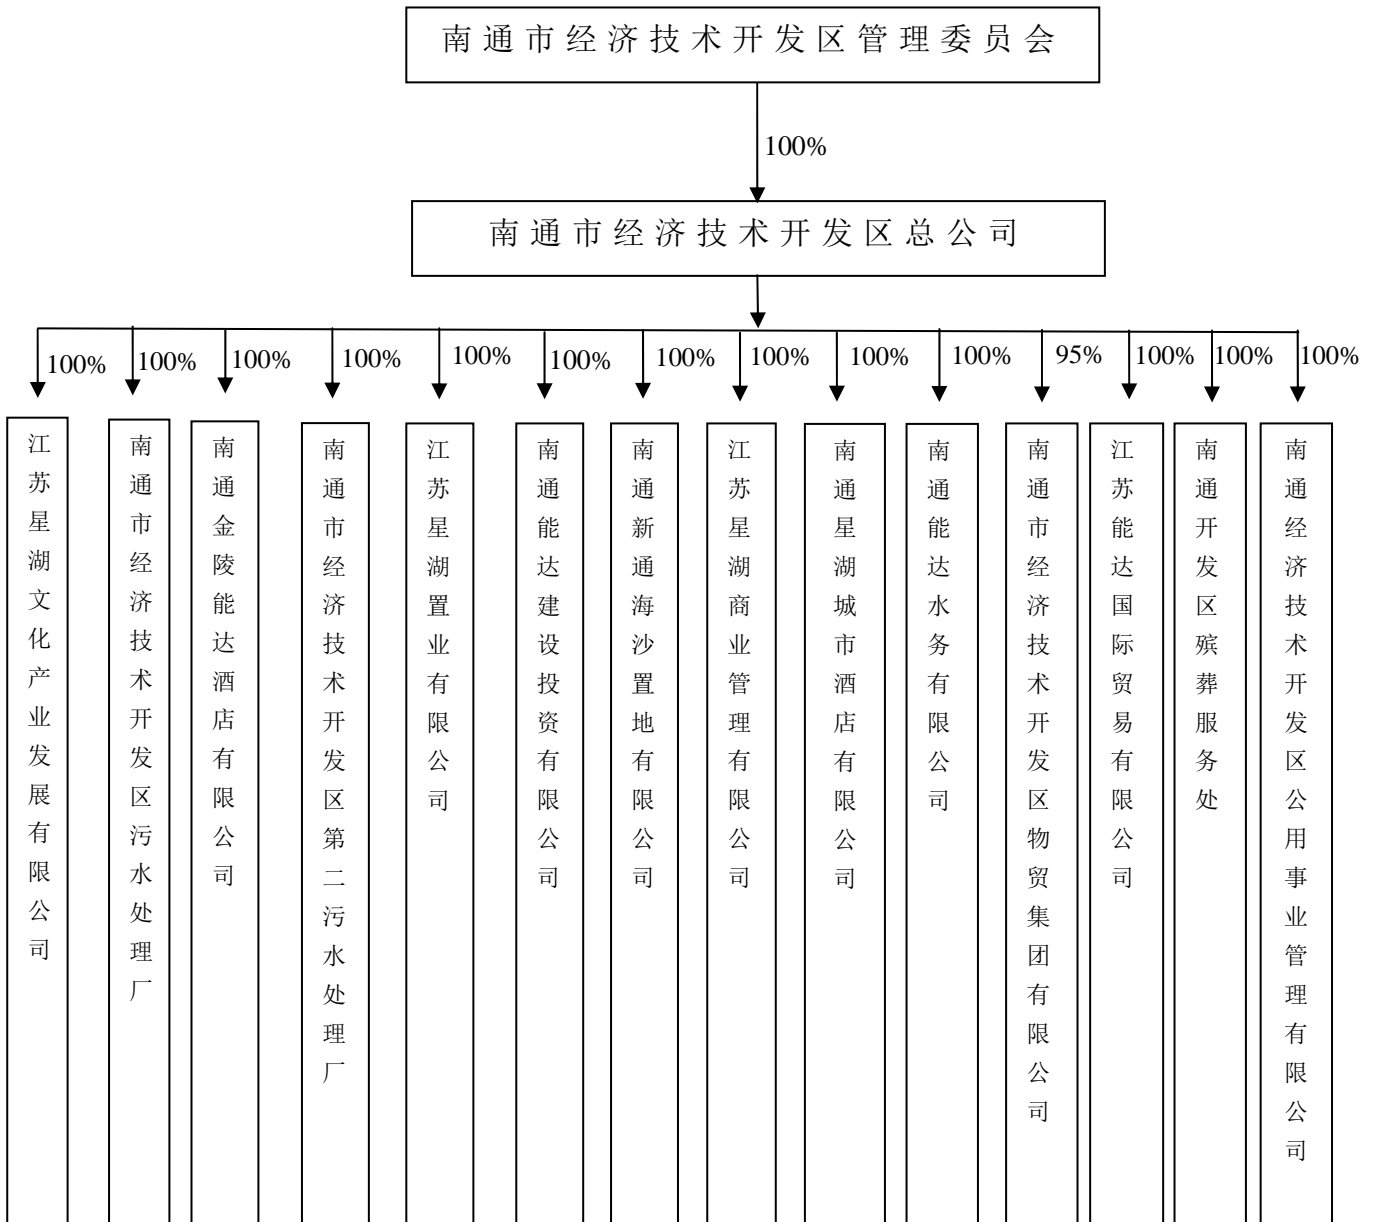 南通市经济技术开发区管理委员会
100%
南通市经济技术开发区总公司
100%
100%
100%
100%
100%
100%
100%
100%
100%
100%
95%
100%
100%
100%
江苏星湖文化产业发展有限公司
南通市经济技术开发区污水处理厂
南通金陵能达酒店有限公司
南通市经济技术开发区第二污水处理厂
江苏星湖置业有限公司
南通能达建设投资有限公司
南通新通海沙置地有限公司
江苏星湖商业管理有限公司
南通星湖城市酒店有限公司
南通能达水务有限公司
南通市经济技术开发区物贸集团有限公司
江苏能达国际贸易有限公司
南通开发区殡葬服务处
南通经济技术开发区公用事业管理有限公司